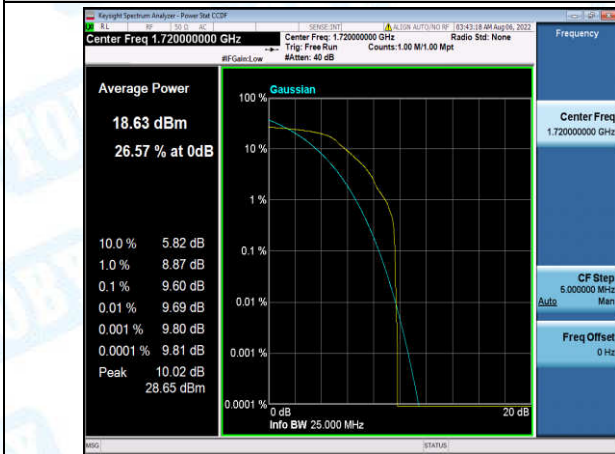 Keysight Spectrum Analyzer - Power Stat CCDF
RL RF 50 Ω AC SENSE:INT ALIGN AUTO/NO RF 03:43:18 AM Aug 06, 2022
Center Freq 1.720000000 GHz
Center Freq: 1.720000000 GHz Radio Std: None
Trig: Free Run Counts:1.00 M/1.00 Mpt
#IFGain:Low #Atten: 40 dB
Frequency
Average Power
18.63 dBm
26.57 % at 0dB
10.0 % 5.82 dB
1.0 % 8.87 dB
0.1 % 9.60 dB
0.01 % 9.69 dB
0.001 % 9.80 dB
0.0001 % 9.81 dB
Peak 10.02 dB
28.65 dBm
Gaussian
100 %
10 %
1 %
0.1 %
0.01 %
0.001 %
0.0001 %
0 dB 20 dB
Info BW 25.000 MHz
Center Freq
1.720000000 GHz
CF Step
5.000000 MHz
Auto Man
Freq Offset
0 Hz
MSG STATUS